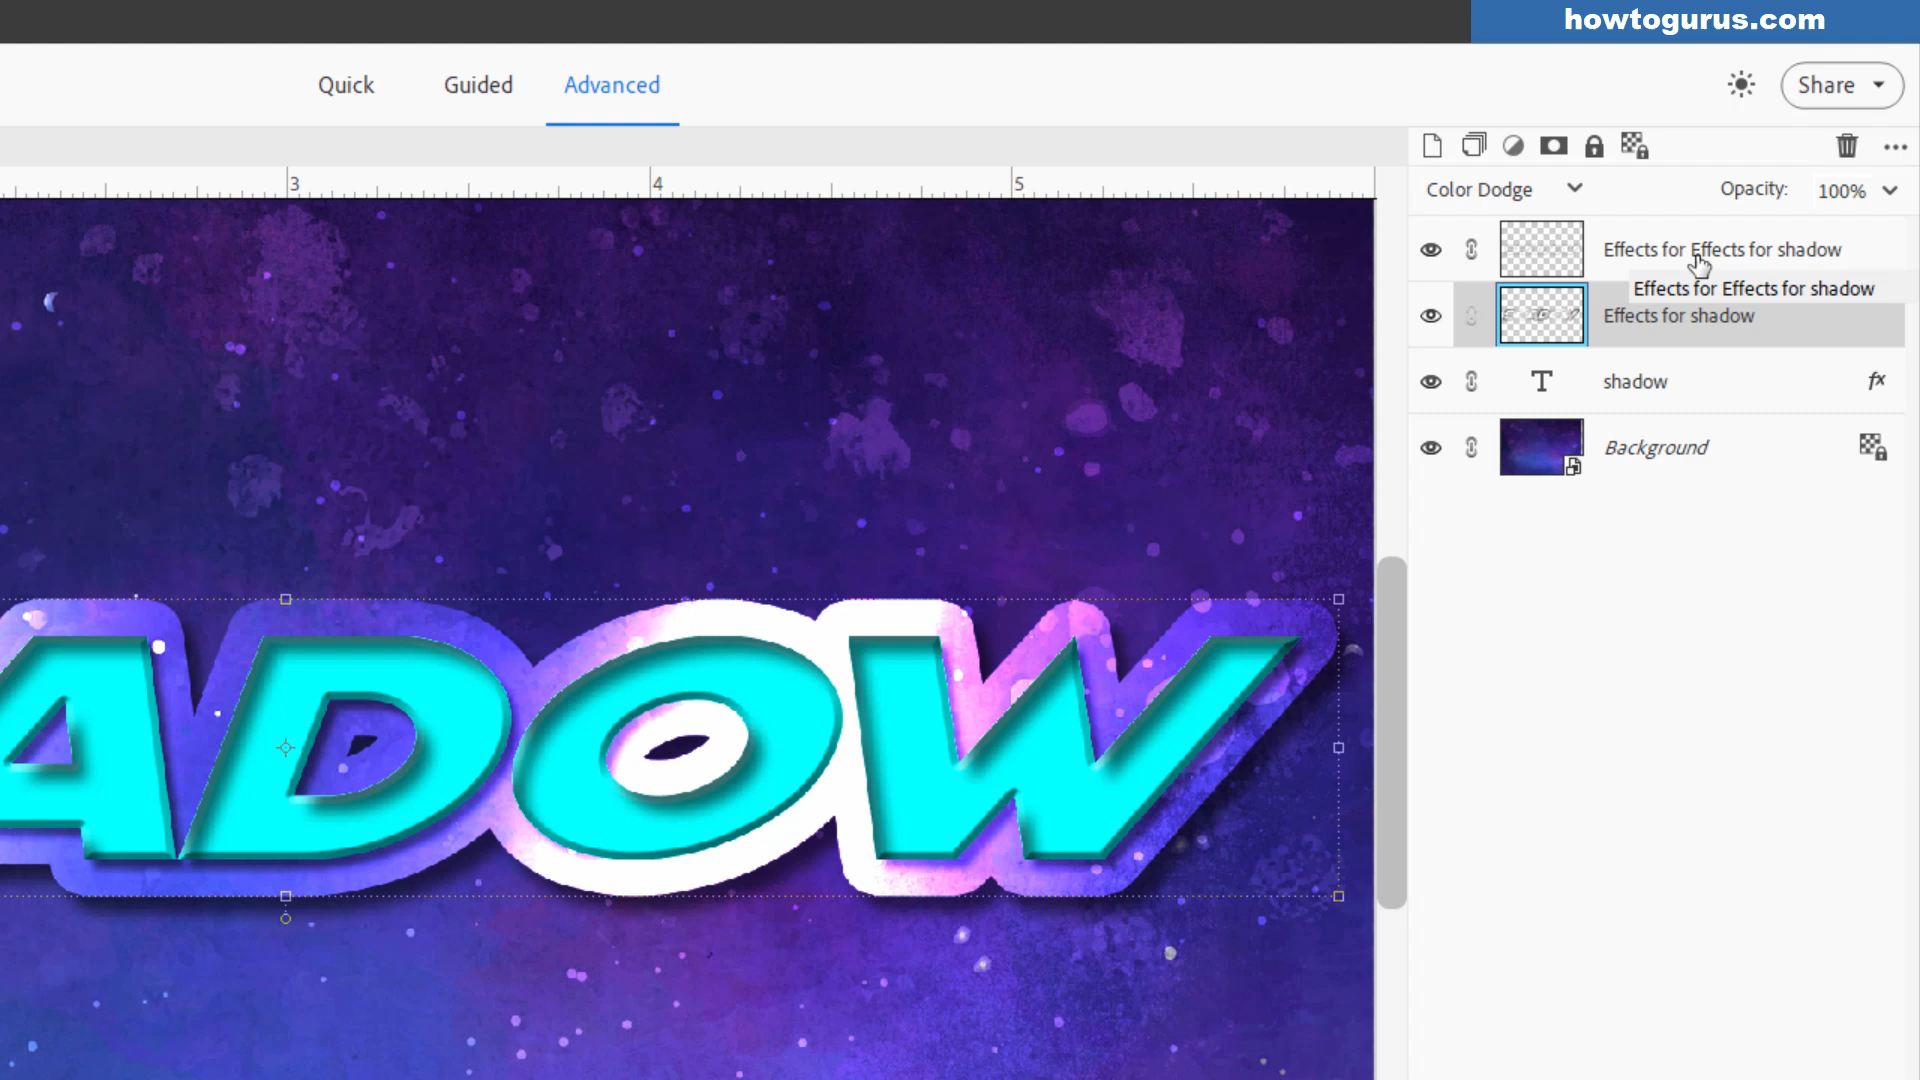 howtogurus.com
Quick Guided Advanced
Share
3 4 5
Color Dodge Opacity: 100%
Effects for Effects for shadow
Effects for Effects for shadow
Effects for shadow
T shadow fx
Background
ADOW